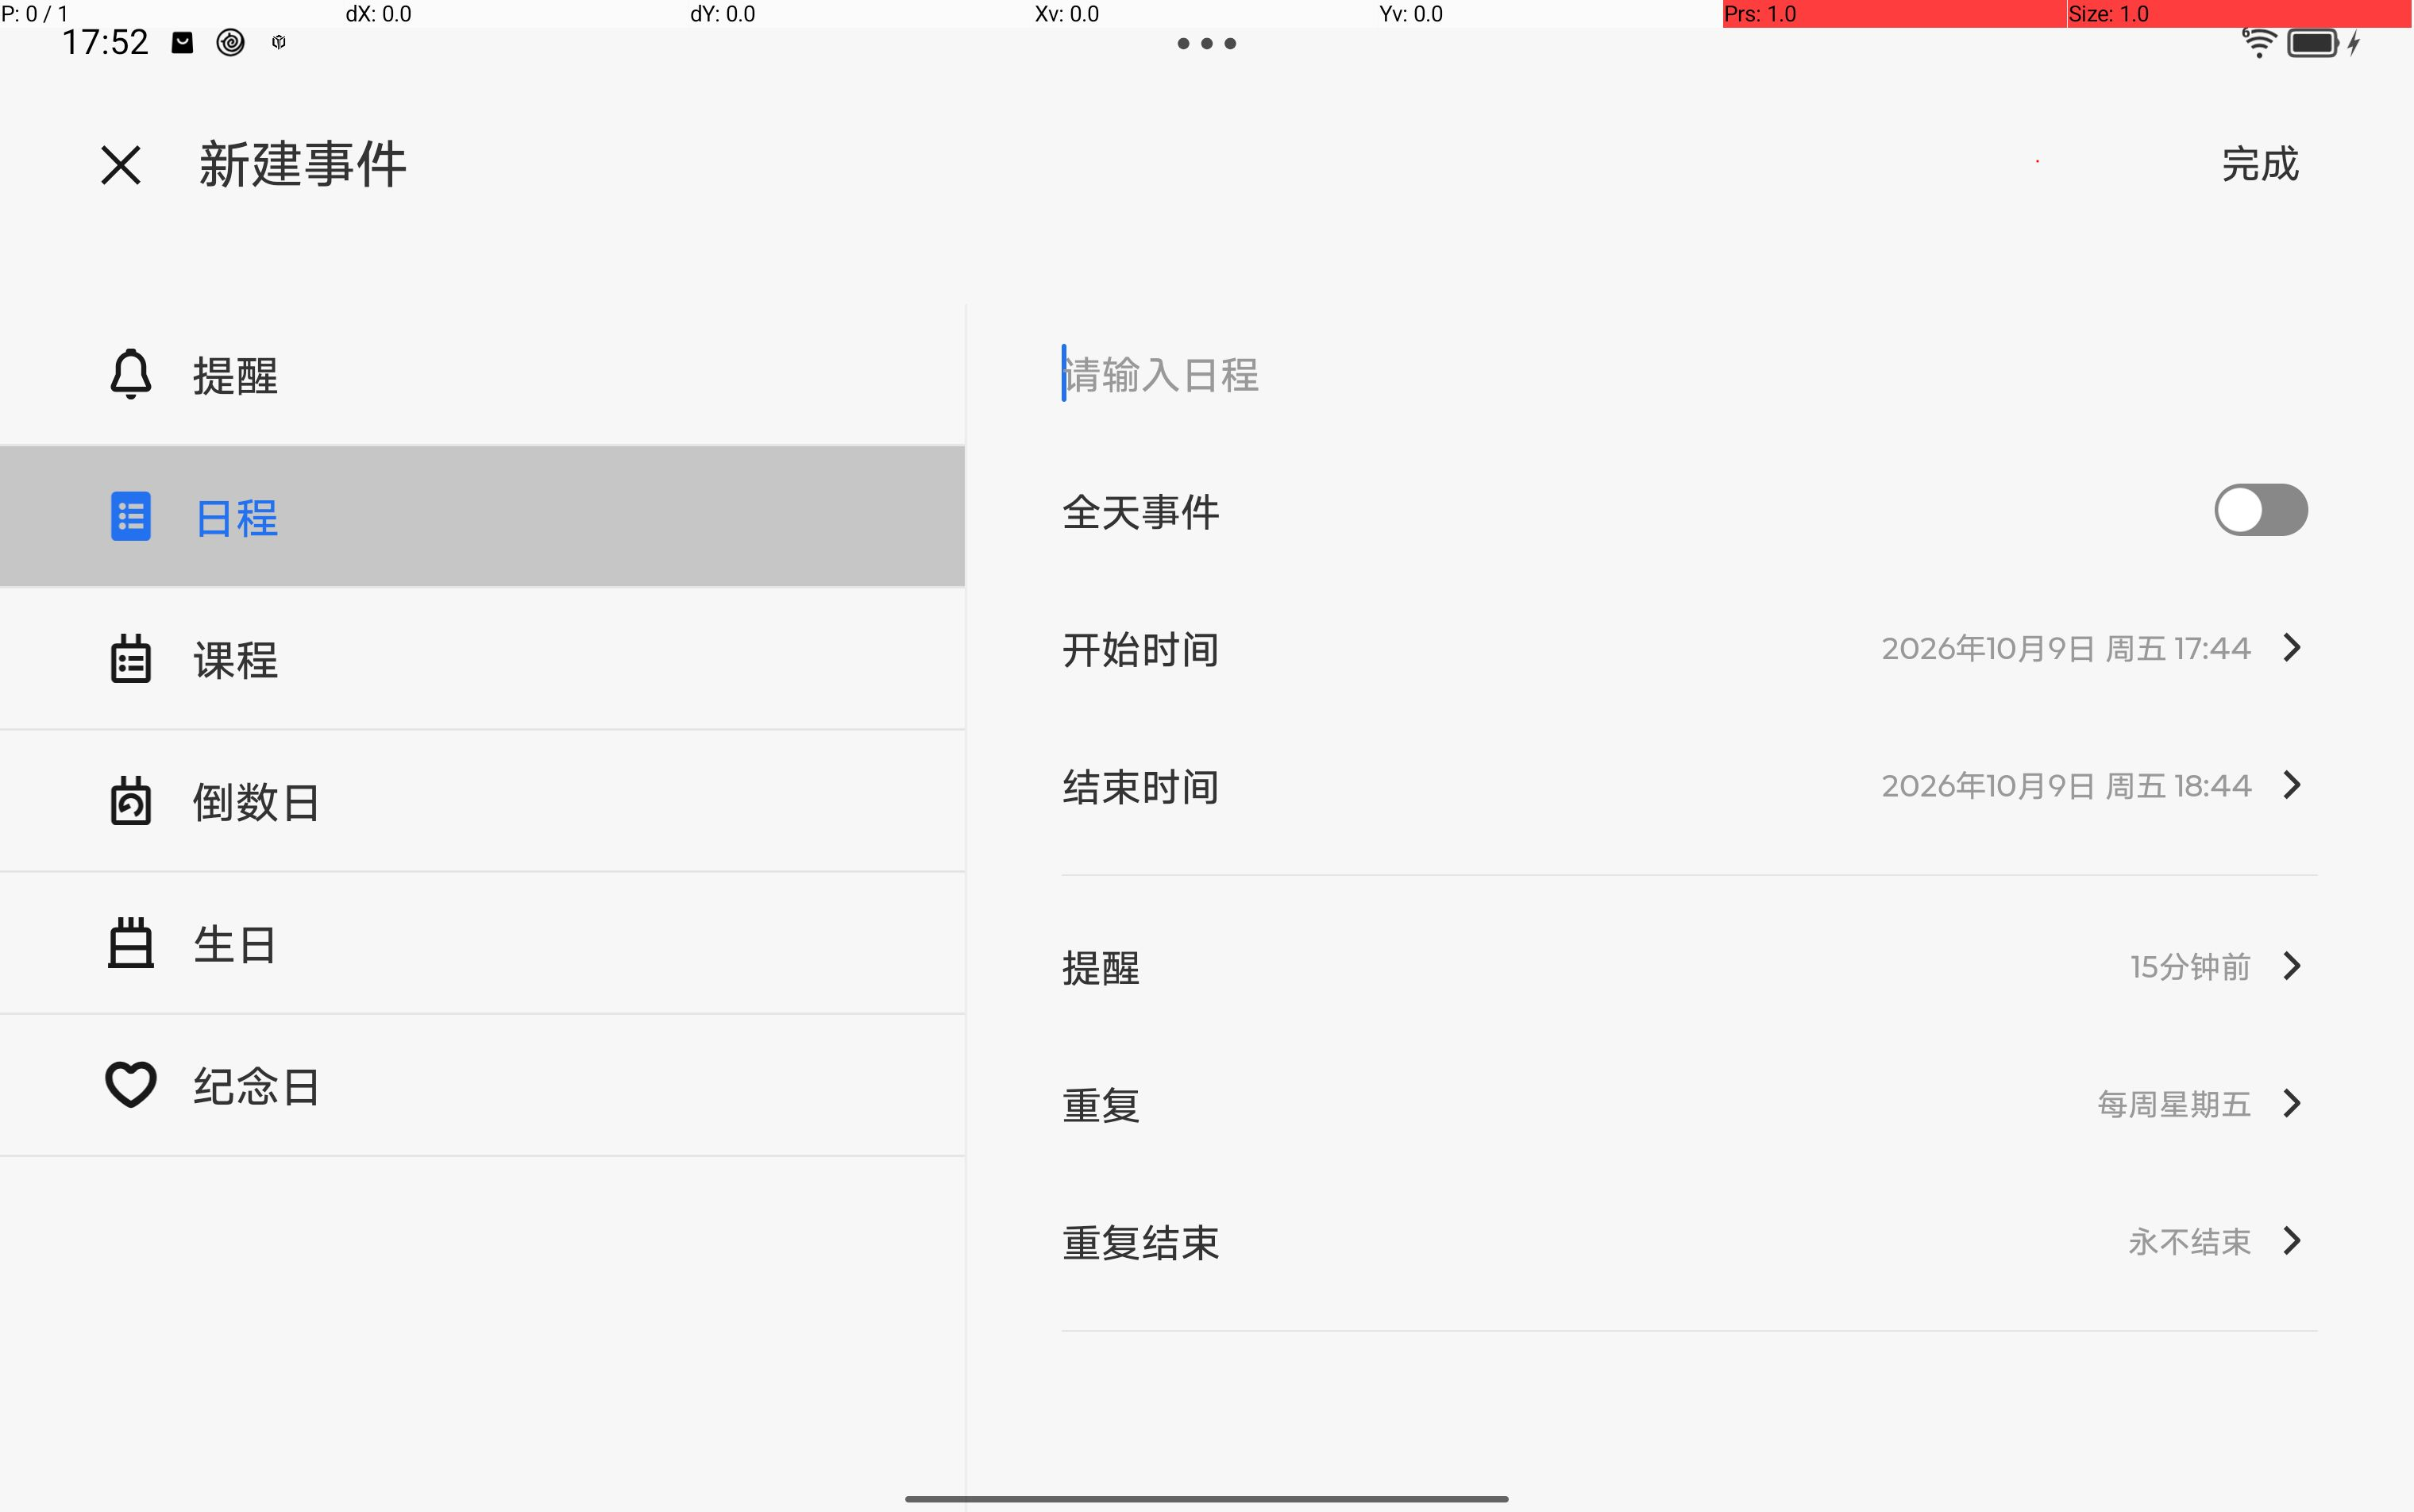 P: 0 / 1 dX: 0.0 dY: 0.0 Xv: 0.0 Yv: 0.0 Prs: 1.0 Size: 1.0
17:52 6
新建事件 完成
提醒
日程
课程
倒数日
生日
纪念日
请输入日程
全天事件
开始时间 2026年10月9日 周五 17:44
结束时间 2026年10月9日 周五 18:44
提醒 15分钟前
重复 每周星期五
重复结束 永不结束